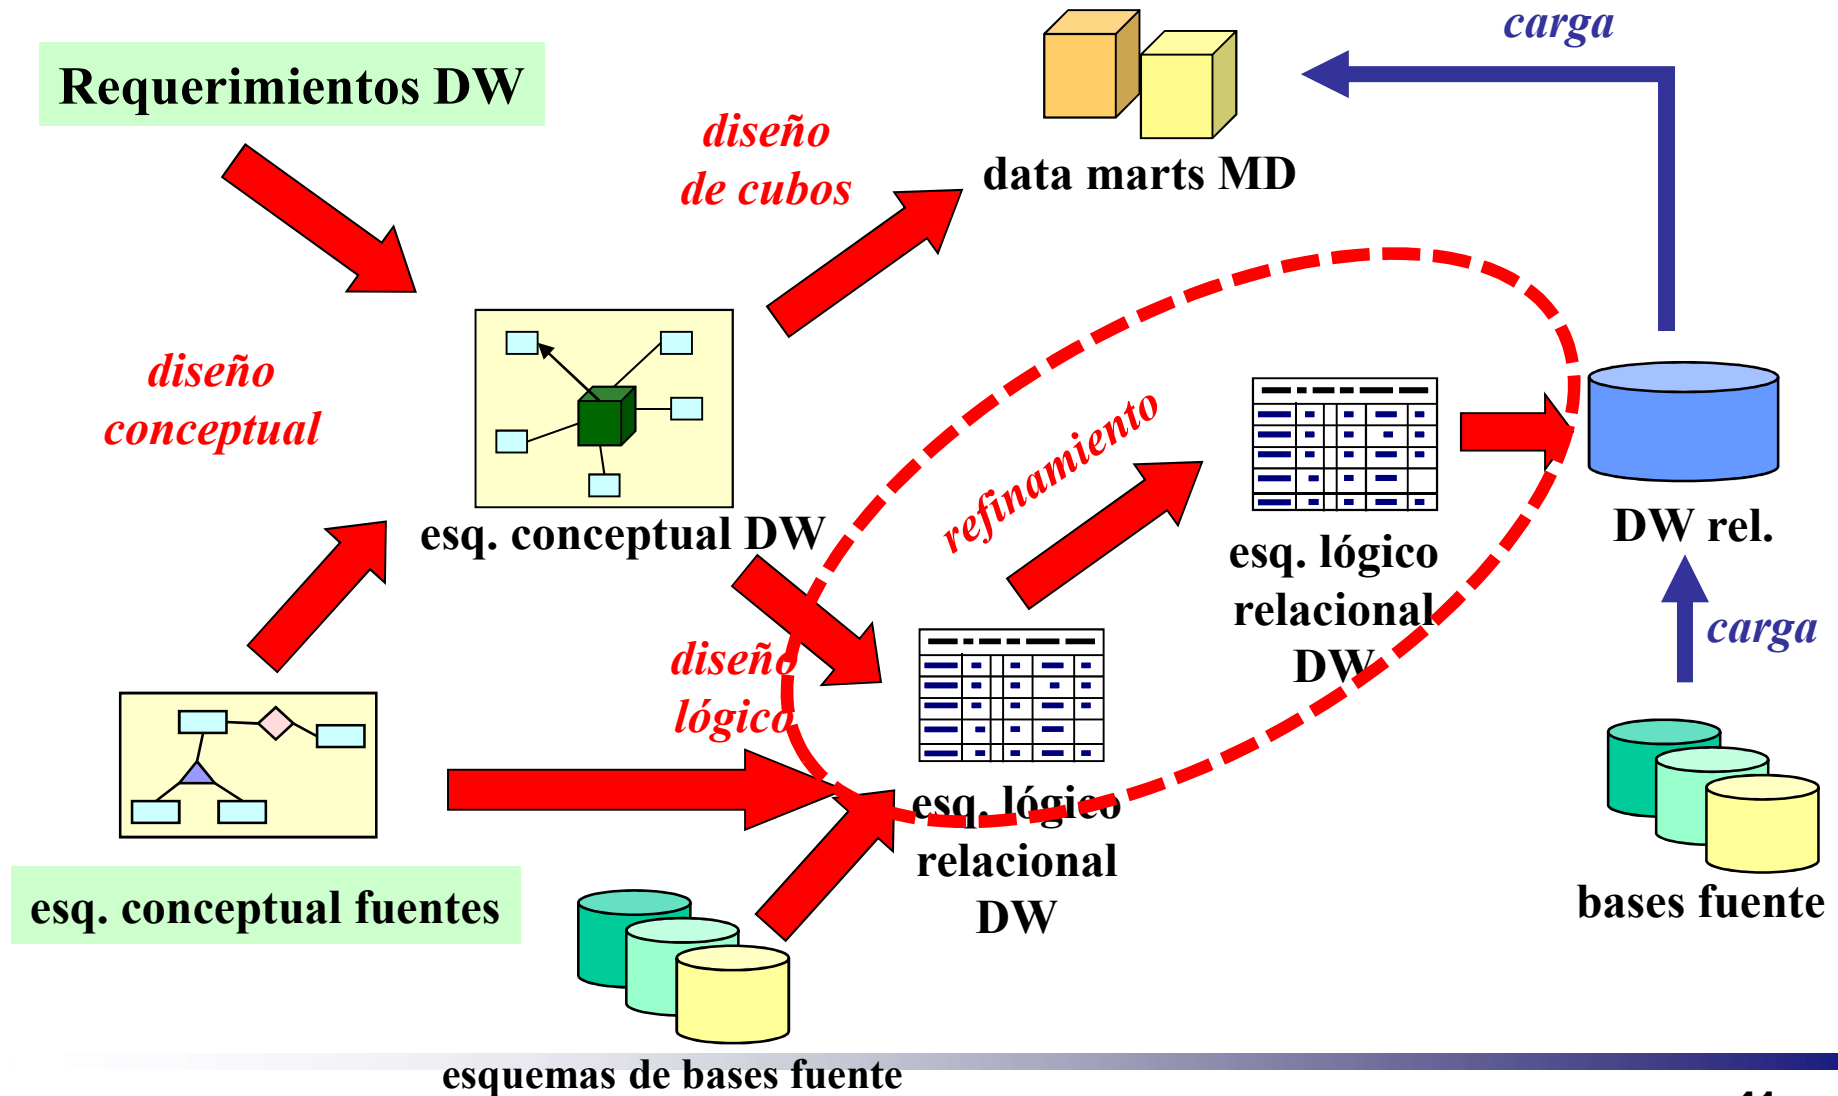 carga
Requerimientos DW
diseño
de cubos
data marts MD
diseño
conceptual
esq. conceptual DW
refinamiento
esq. lógico
relacional
DW
DW rel.
carga
diseño
lógico
esq. lógico
relacional
DW
esq. conceptual fuentes
bases fuente
esquemas de bases fuente